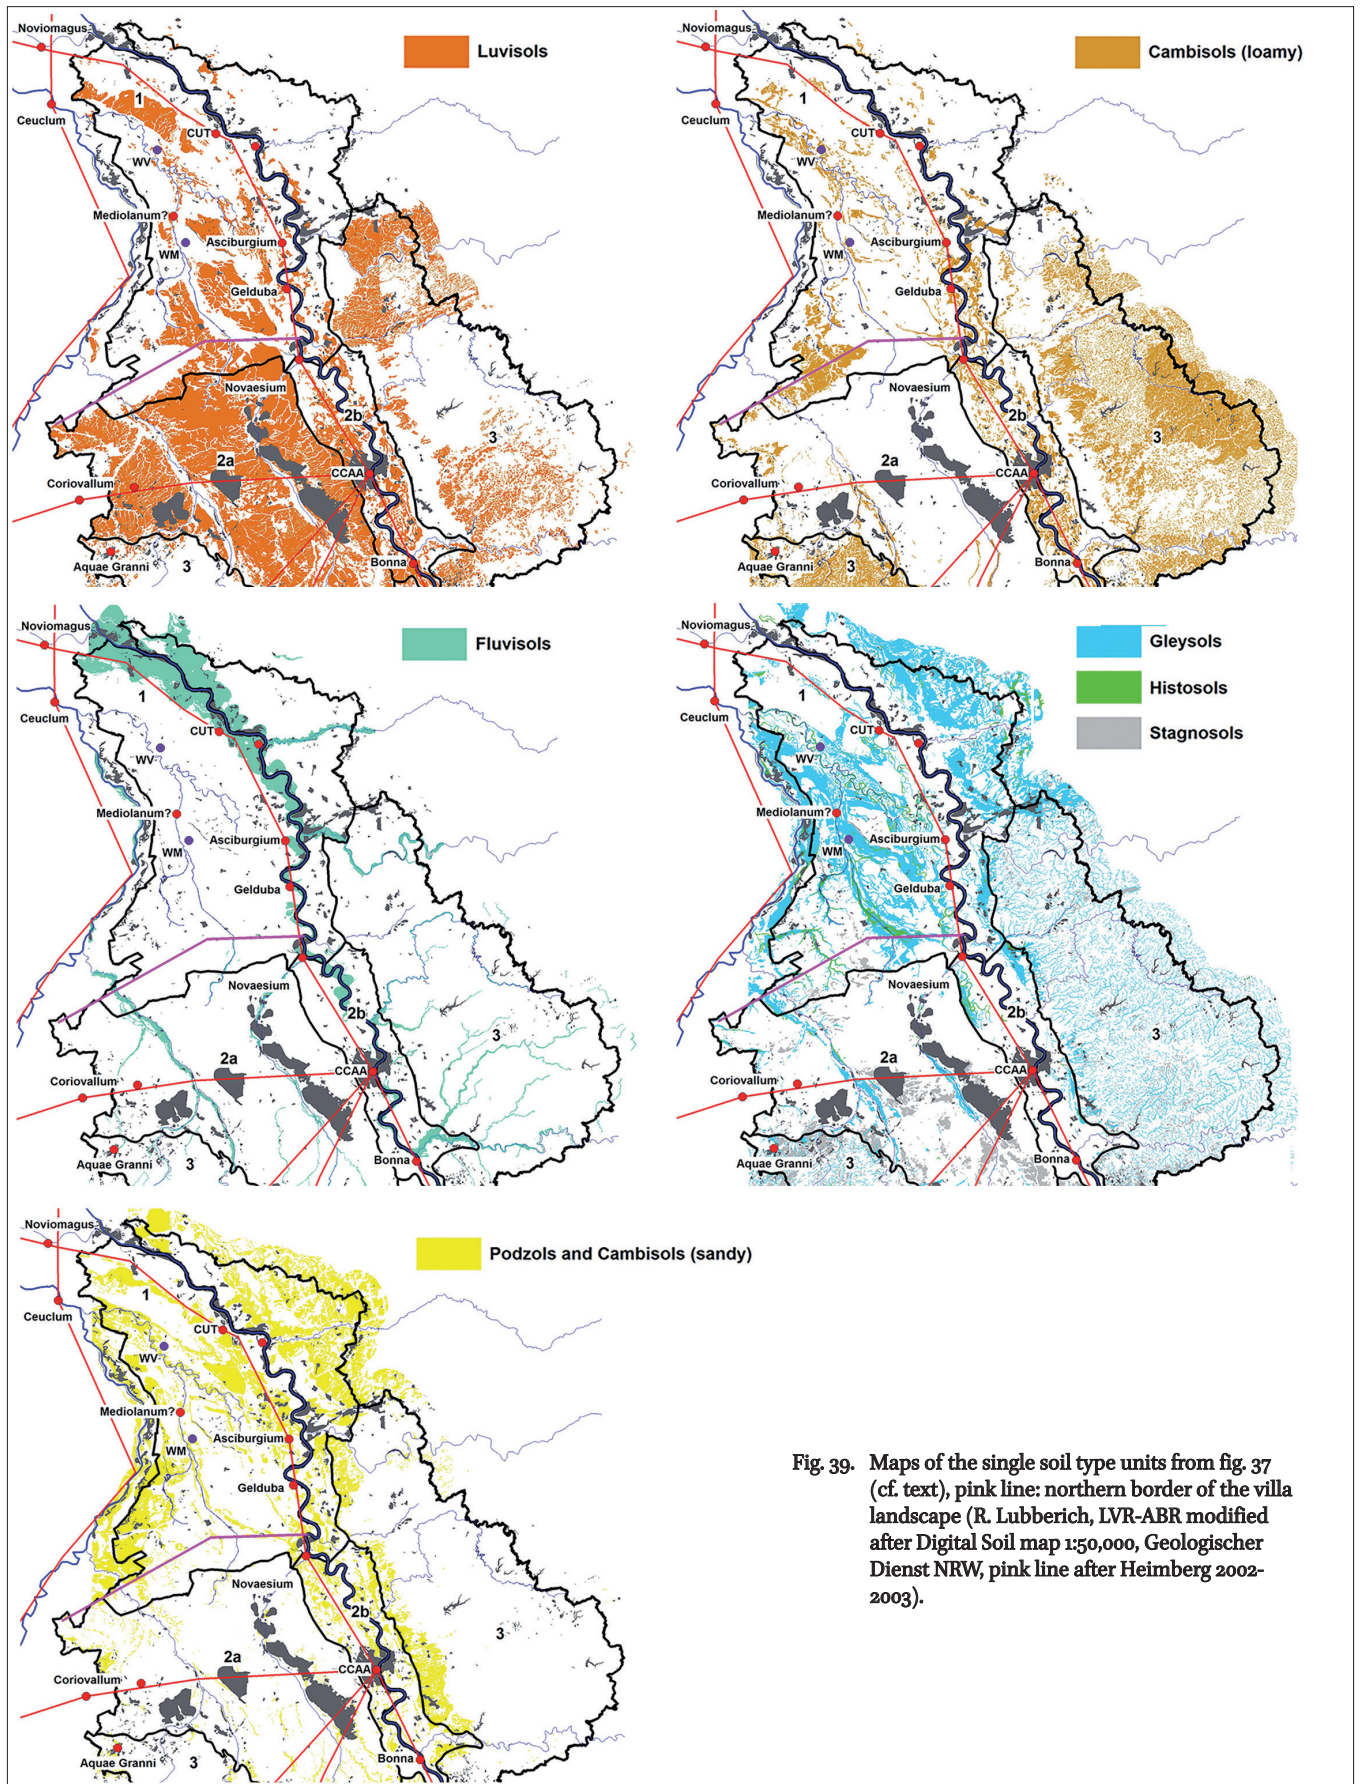 Noviomagus
Luvisols
1
Ceuclum
CUT
WV
Mediolanum?
Asciburgium
WM
Gelduba
Novaesium
2b
3
2a
CCAA
Coriovallum
Aquae Granni
3
Bonna
Noviomagus
Cambisols (loamy)
1
Ceuclum
CUT
WV
Mediolanum?
Asciburgium
WM
Gelduba
Novaesium
2b
3
2a
CCAA
Coriovallum
Aquae Granni
3
Bonna
Noviomagus
Fluvisols
1
Ceuclum
CUT
WV
Mediolanum?
Asciburgium
WM
Gelduba
Novaesium
2b
3
2a
CCAA
Coriovallum
Aquae Granni
3
Bonna
Noviomagus
Gleysols
Histosols
Stagnosols
1
Ceuclum
CUT
WV
Mediolanum?
Asciburgium
WM
Gelduba
Novaesium
2b
3
2a
CCAA
Coriovallum
Aquae Granni
3
Bonna
Noviomagus
Podzols and Cambisols (sandy)
1
Ceuclum
CUT
WV
Mediolanum?
Asciburgium
WM
Gelduba
Novaesium
2b
3
2a
CCAA
Coriovallum
Aquae Granni
3
Bonna
Fig. 39. Maps of the single soil type units from fig. 37
(cf. text), pink line: northern border of the villa
landscape (R. Lubberich, LVR-ABR modified
after Digital Soil map 1:50,000, Geologischer
Dienst NRW, pink line after Heimberg 2002-
2003).